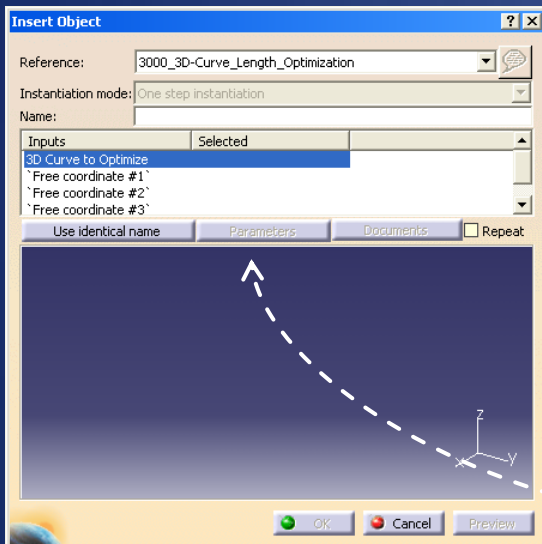 Insert Object
Reference: 3000_3D-Curve_Length_Optimization
Instantiation mode: One step instantiation
Name:
Inputs Selected
3D Curve to Optimize
`Free coordinate #1`
`Free coordinate #2`
`Free coordinate #3`
Use identical name Parameters Documents Repeat
z
x y
OK Cancel Preview